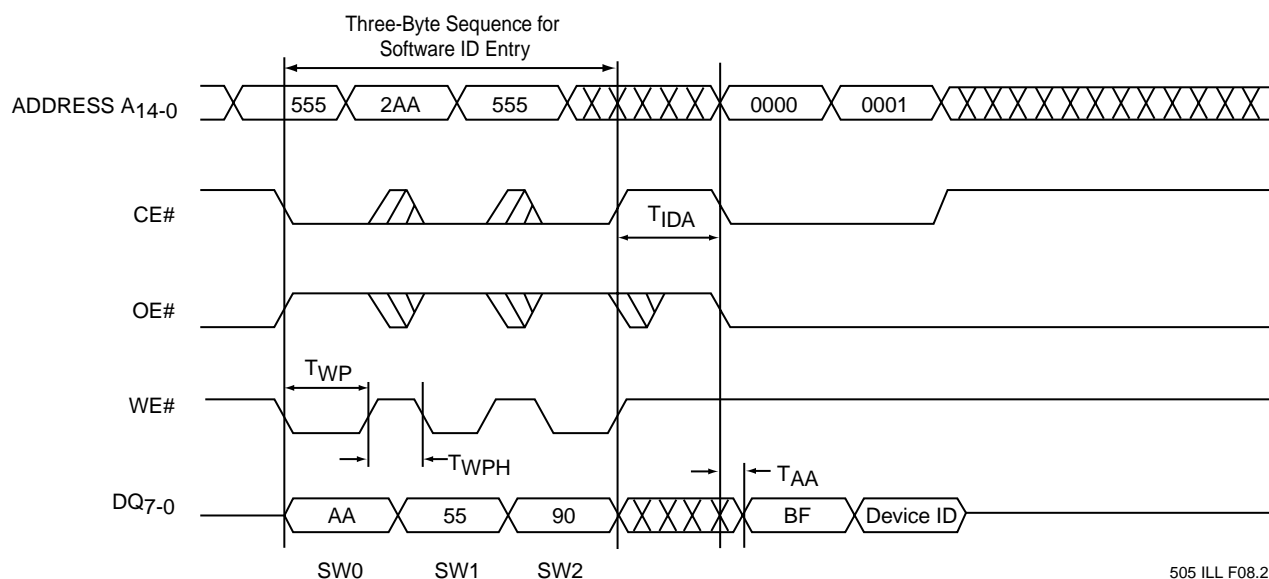 Three-Byte Sequence for
Software ID Entry
ADDRESS A14-0
555 2AA 555 0000 0001
CE#
TIDA
OE#
TWP
WE#
TWPH
TAA
DQ7-0
AA 55 90 BF Device ID
SW0 SW1 SW2
505 ILL F08.2